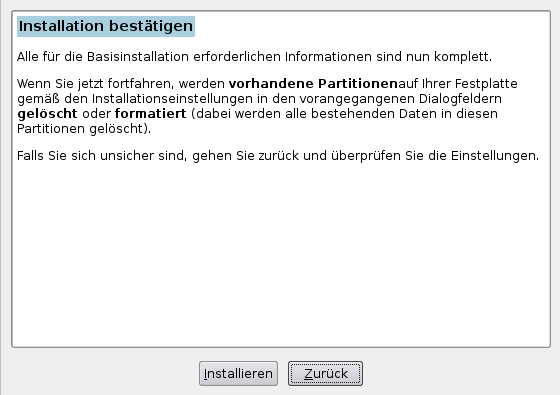 Installation bestätigen
Alle für die Basisinstallation erforderlichen Informationen sind nun komplett.
Wenn Sie jetzt fortfahren, werden vorhandene Partitionenauf Ihrer Festplatte
gemäß den Installationseinstellungen in den vorangegangenen Dialogfeldern
gelöscht oder formatiert (dabei werden alle bestehenden Daten in diesen
Partitionen gelöscht).
Falls Sie sich unsicher sind, gehen Sie zurück und überprüfen Sie die Einstellungen.
Installieren Zurück